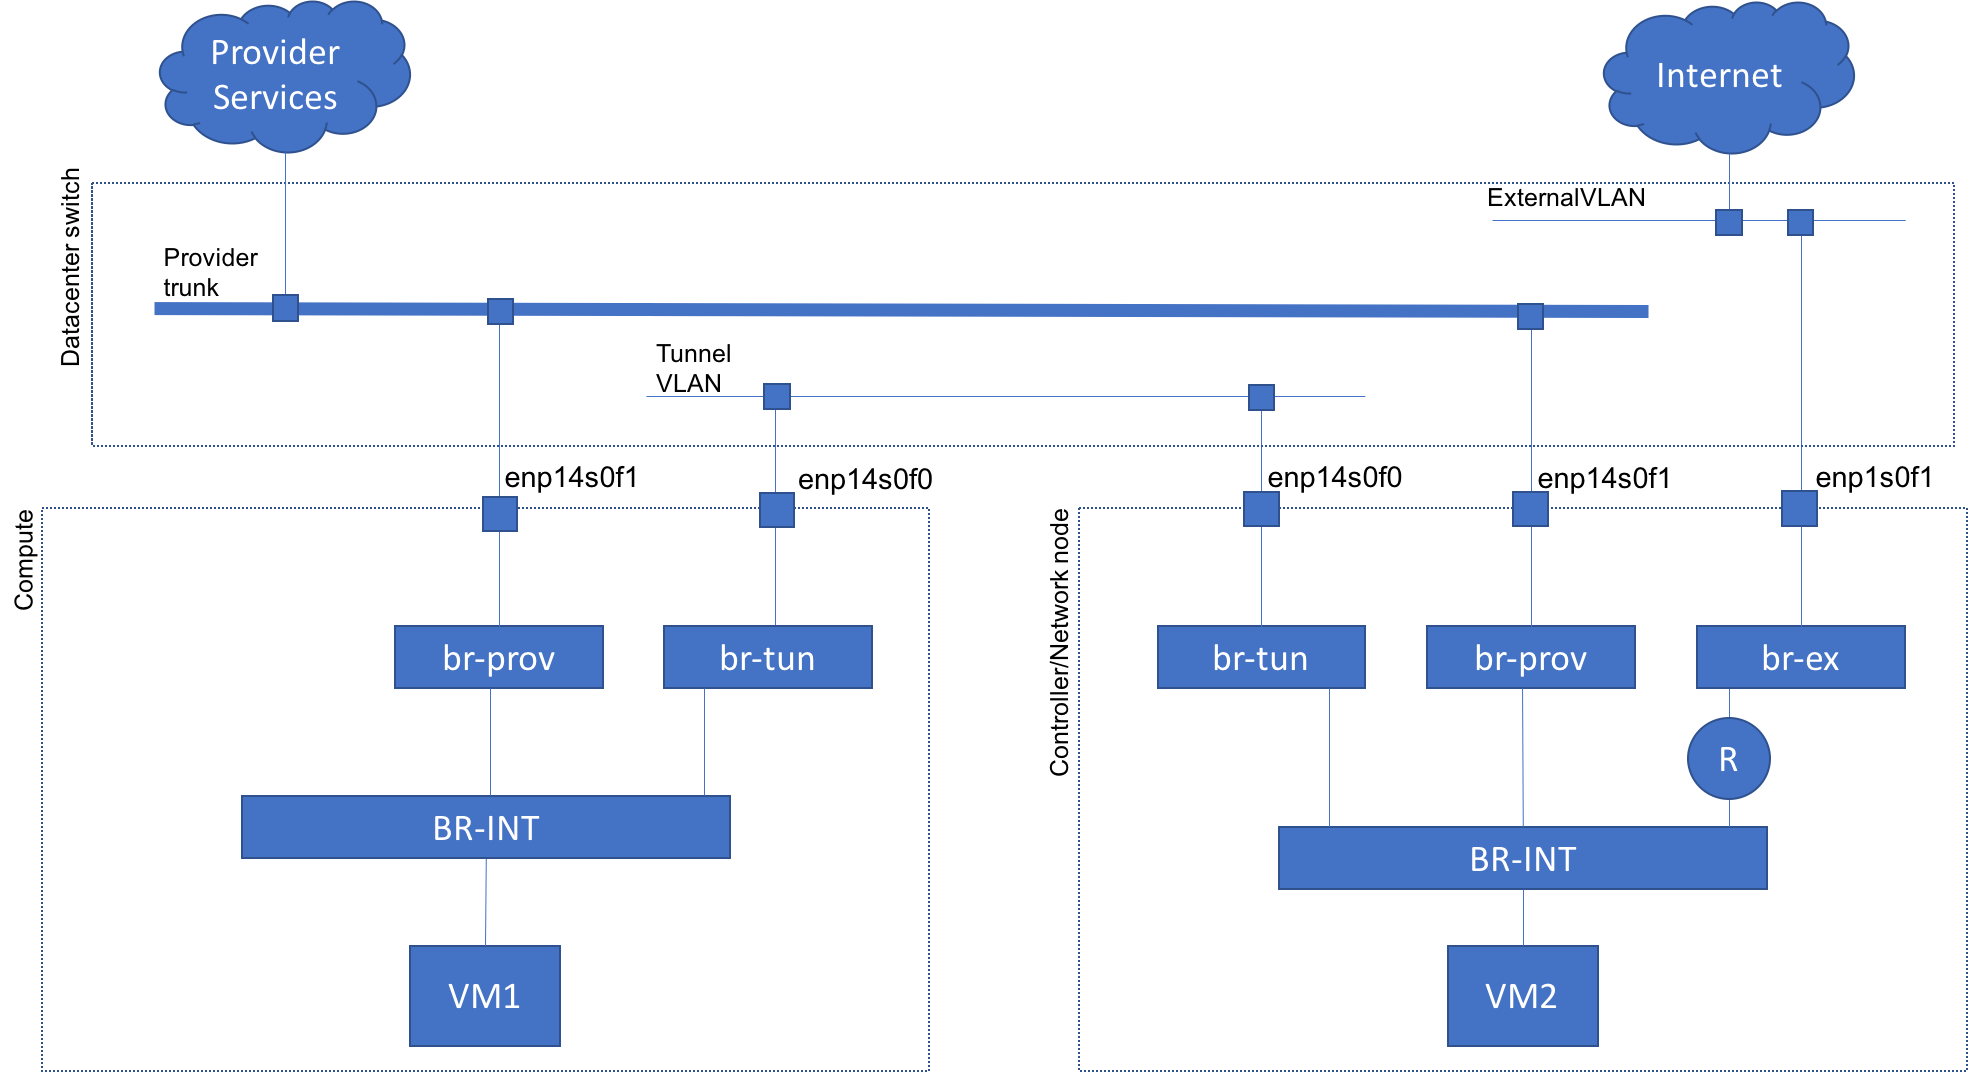 Provider
Services
Internet
Datacenter switch
ExternalVLAN
Provider
trunk
Tunnel
VLAN
enp14s0f1
enp14s0f0
enp14s0f0
enp14s0f1
enp1s0f1
Compute
Controller/Network node
br-prov
br-tun
br-tun
br-prov
br-ex
R
BR-INT
BR-INT
VM1
VM2